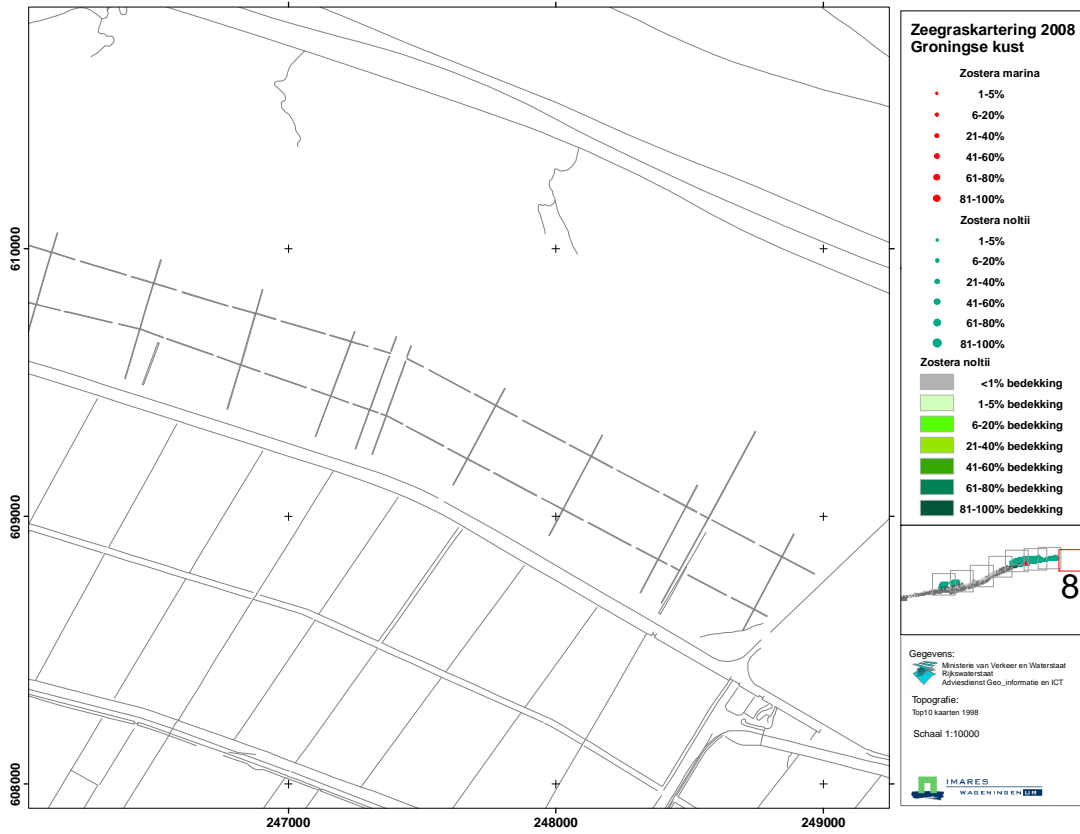 Zeegraskartering 2008
Groningse kust
Zostera marina
1-5%
6-20%
21-40%
41-60%
61-80%
81-100%
Zostera noltii
1-5%
6-20%
21-40%
41-60%
61-80%
81-100%
Zostera noltii
<1% bedekking
1-5% bedekking
6-20% bedekking
21-40% bedekking
41-60% bedekking
61-80% bedekking
81-100% bedekking
8
Gegevens:
Ministerie van Verkeer en Waterstaat
Rijkswaterstaat
Adviesdienst Geo_informatie en ICT
Topografie:
Top10 kaarten 1998
Schaal 1:10000
IMARES
WAGENINGEN UR
610000
609000
608000
247000
248000
249000